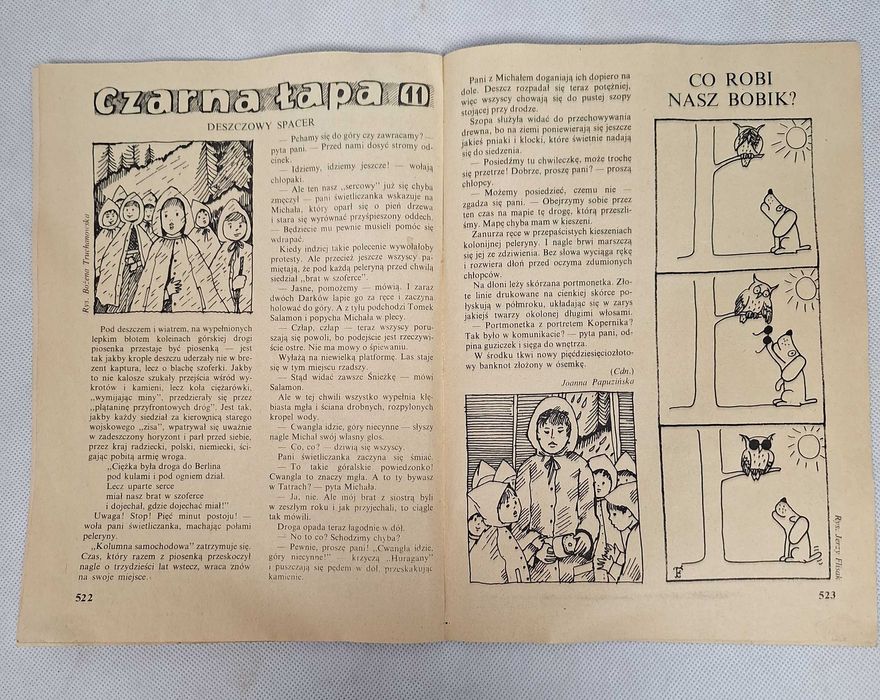 Czarna łapa 11
DESZCZOWY SPACER
Rys. Bożena Truchanowska
Pod deszczem i wiatrem, na wypełnionych
lepkim błotem koleinach górskiej drogi
piosenka przestaje być piosenką — jest
tak jakby krople deszczu uderzały nie w bre-
zent kaptura, lecz o blachę szoferki. Jakby
to nie kalosze szukały przejścia wśród wy-
krotów i kamieni, lecz koła ciężarówki,
„wymijając miny", przedzierały się przez
„plątaninę przyfrontowych dróg". Jest tak,
jakby każdy siedział za kierownicą starego
wojskowego „zisa", wpatrywał się uważnie
w zadeszczony horyzont i parł przed siebie,
przez kraj radziecki, polski, niemiecki, ści-
gając pobitą armię wroga.
„Ciężka była droga do Berlina
pod kulami i pod ogniem dział.
Lecz uparte serce
miał nasz brat w szoferce
i dojechał, gdzie dojechać miał!"
Uwaga! Stop! Pięć minut postoju! —
woła pani świetliczanka, machając połami
peleryny.
„Kolumna samochodowa" zatrzymuje się.
Czas, który razem z piosenką przeskoczył
nagle o trzydzieści lat wstecz, wraca znów
na swoje miejsce.
522
— Pchamy się do góry czy zawracamy? —
pyta pani. — Przed nami dosyć stromy od-
cinek.
— Idziemy, idziemy jeszcze! — wołają
chłopaki.
— Ale ten nasz „sercowy" już się chyba
zmęczył — pani świetliczanka wskazuje na
Michała, który oparł się o pień drzewa
i stara się wyrównać przyśpieszony oddech.
— Będziecie mu pewnie musieli pomóc się
wdrapać.
Kiedy indziej takie polecenie wywołałoby
protesty. Ale przecież jeszcze wszyscy pa-
miętają, że pod każdą peleryną przed chwilą
siedział „brat w szoferce".
— Jasne, pomożemy — mówią. I zaraz
dwóch Darków łapie go za ręce i zaczyna
holować do góry. A z tyłu podchodzi Tomek
Salamon i popycha Michała w plecy.
— Człap, człap — teraz wszyscy poru-
szają się powoli, bo podejście jest rzeczywi-
ście ostre. Nie ma mowy o śpiewaniu.
Wyłażą na niewielką platformę. Las staje
się w tym miejscu rzadszy.
— Stąd widać zawsze Śnieżkę — mówi
Salamon.
Ale w tej chwili wszystko wypełnia kłę-
biasta mgła i ściana drobnych, rozpylonych
kropel wody.
— Cwangla idzie, góry niecynne — słyszy
nagle Michał swój własny głos.
— Co, co? — dziwią się wszyscy.
Pani świetliczanka zaczyna się śmiać.
— To takie góralskie powiedzonko!
Cwangla to znaczy mgła. A to ty bywasz
w Tatrach? — pyta Michała.
— Ja, nie. Ale mój brat z siostrą byli
w zeszłym roku i jak przyjechali, to ciągle
tak mówili.
Droga opada teraz łagodnie w dół.
— No to co? Schodzimy chyba?
— Pewnie, proszę pani! „Cwangla idzie,
góry niecynne!" — krzyczą „Huragany"
i puszczają się pędem w dół, przeskakując
kamienie.
Pani z Michałem doganiają ich dopiero na
dole. Deszcz rozpadał się teraz potężniej,
więc wszyscy chowają się do pustej szopy
stojącej przy drodze.
Szopa służyła widać do przechowywania
drewna, bo na ziemi poniewierają się jeszcze
jakieś pniaki i klocki, które świetnie nadają
się do siedzenia.
— Posiedźmy tu chwileczkę, może trochę
się przetrze! Dobrze, proszę pani? — proszą
chłopcy.
— Możemy posiedzieć, czemu nie —
zgadza się pani. — Obejrzymy sobie przez
ten czas na mapie tę drogę, którą przeszli-
śmy. Mapę chyba mam w kieszeni.
Zanurza ręce w przepaścistych kieszeniach
kolonijnej peleryny. I nagle brwi marszczą
się jej ze zdziwienia. Bez słowa wyciąga rękę
i rozwiera dłoń przed oczyma zdumionych
chłopców.
Na dłoni leży skórzana portmonetka. Zło-
te linie drukowane na cienkiej skórce po-
łyskują w półmroku, układając się w zarys
jakiejś twarzy okolonej długimi włosami.
— Portmonetka z portretem Kopernika?
Tak było w komunikacie? — pyta pani, od-
pina guziczek i sięga do wnętrza.
W środku tkwi nowy pięćdziesięciozłoto-
wy banknot złożony w ósemkę.
(Cdn.)
Joanna Papuzińska
CO ROBI
NASZ BOBIK?
Rys. Jerzy Flisak
523